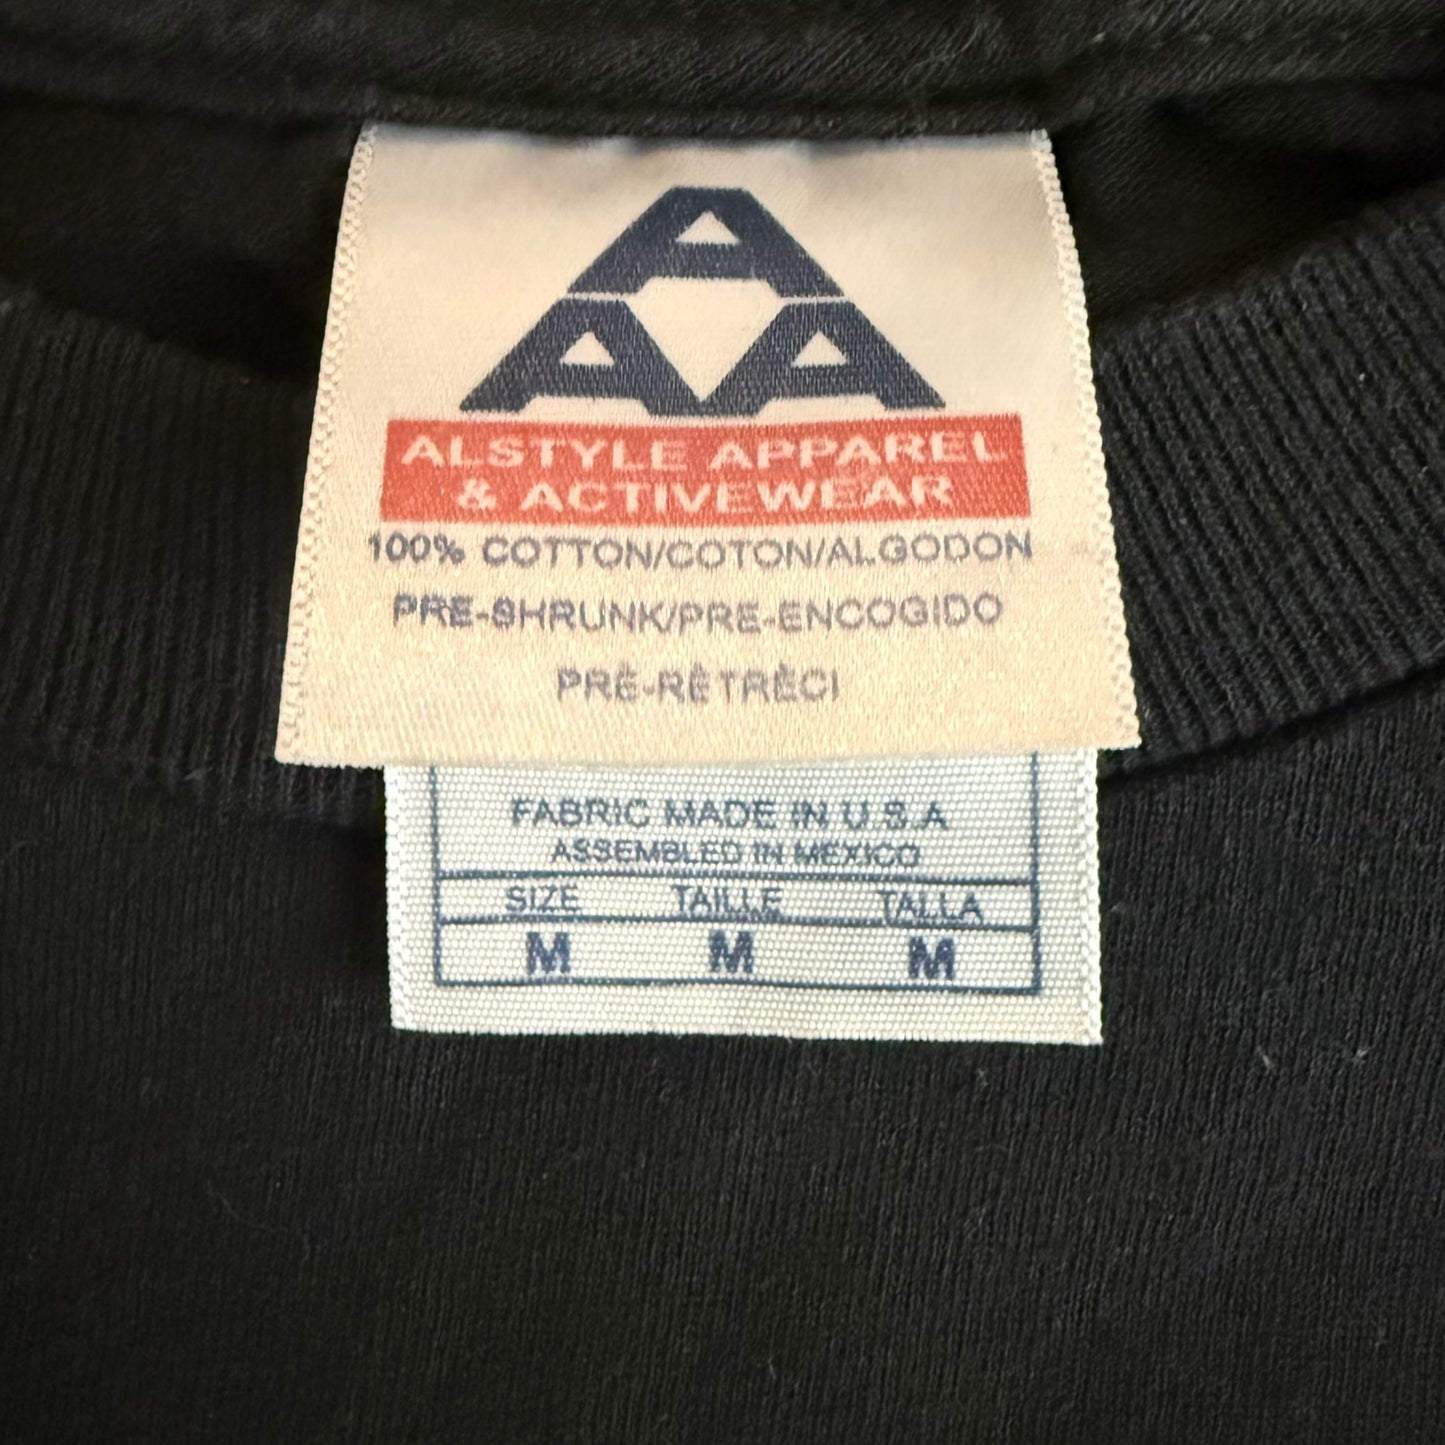 A
A A
ALSTYLE APPAREL
& ACTIVEWEAR
100% COTTON/COTON/ALGODON
PRE-SHRUNK/PRE-ENCOGIDO
PRÉ-RÊTRÉCI
FABRIC MADE IN U.S.A
ASSEMBLED IN MEXICO
SIZE TAILLE TALLA
M M M